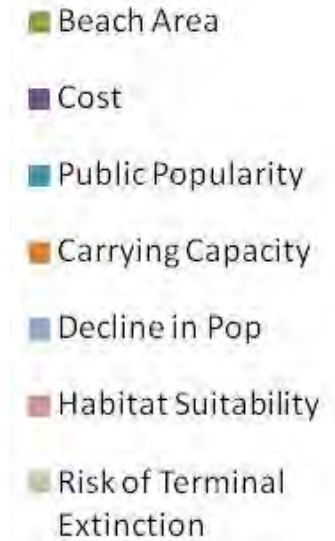 Beach Area
Cost
Public Popularity
Carrying Capacity
Decline in Pop
Habitat Suitability
Risk of Terminal
Extinction